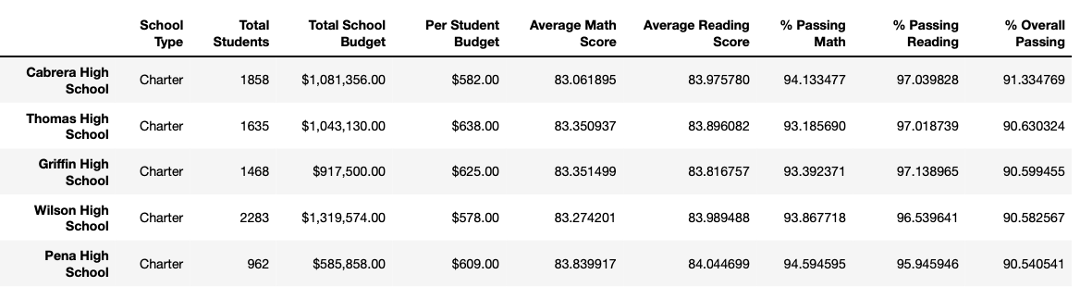 School Type Total Students Total School Budget Per Student Budget Average Math Score Average Reading Score % Passing Math % Passing Reading % Overall Passing
Cabrera High School Charter 1858 $1,081,356.00 $582.00 83.061895 83.975780 94.133477 97.039828 91.334769
Thomas High School Charter 1635 $1,043,130.00 $638.00 83.350937 83.896082 93.185690 97.018739 90.630324
Griffin High School Charter 1468 $917,500.00 $625.00 83.351499 83.816757 93.392371 97.138965 90.599455
Wilson High School Charter 2283 $1,319,574.00 $578.00 83.274201 83.989488 93.867718 96.539641 90.582567
Pena High School Charter 962 $585,858.00 $609.00 83.839917 84.044699 94.594595 95.945946 90.540541